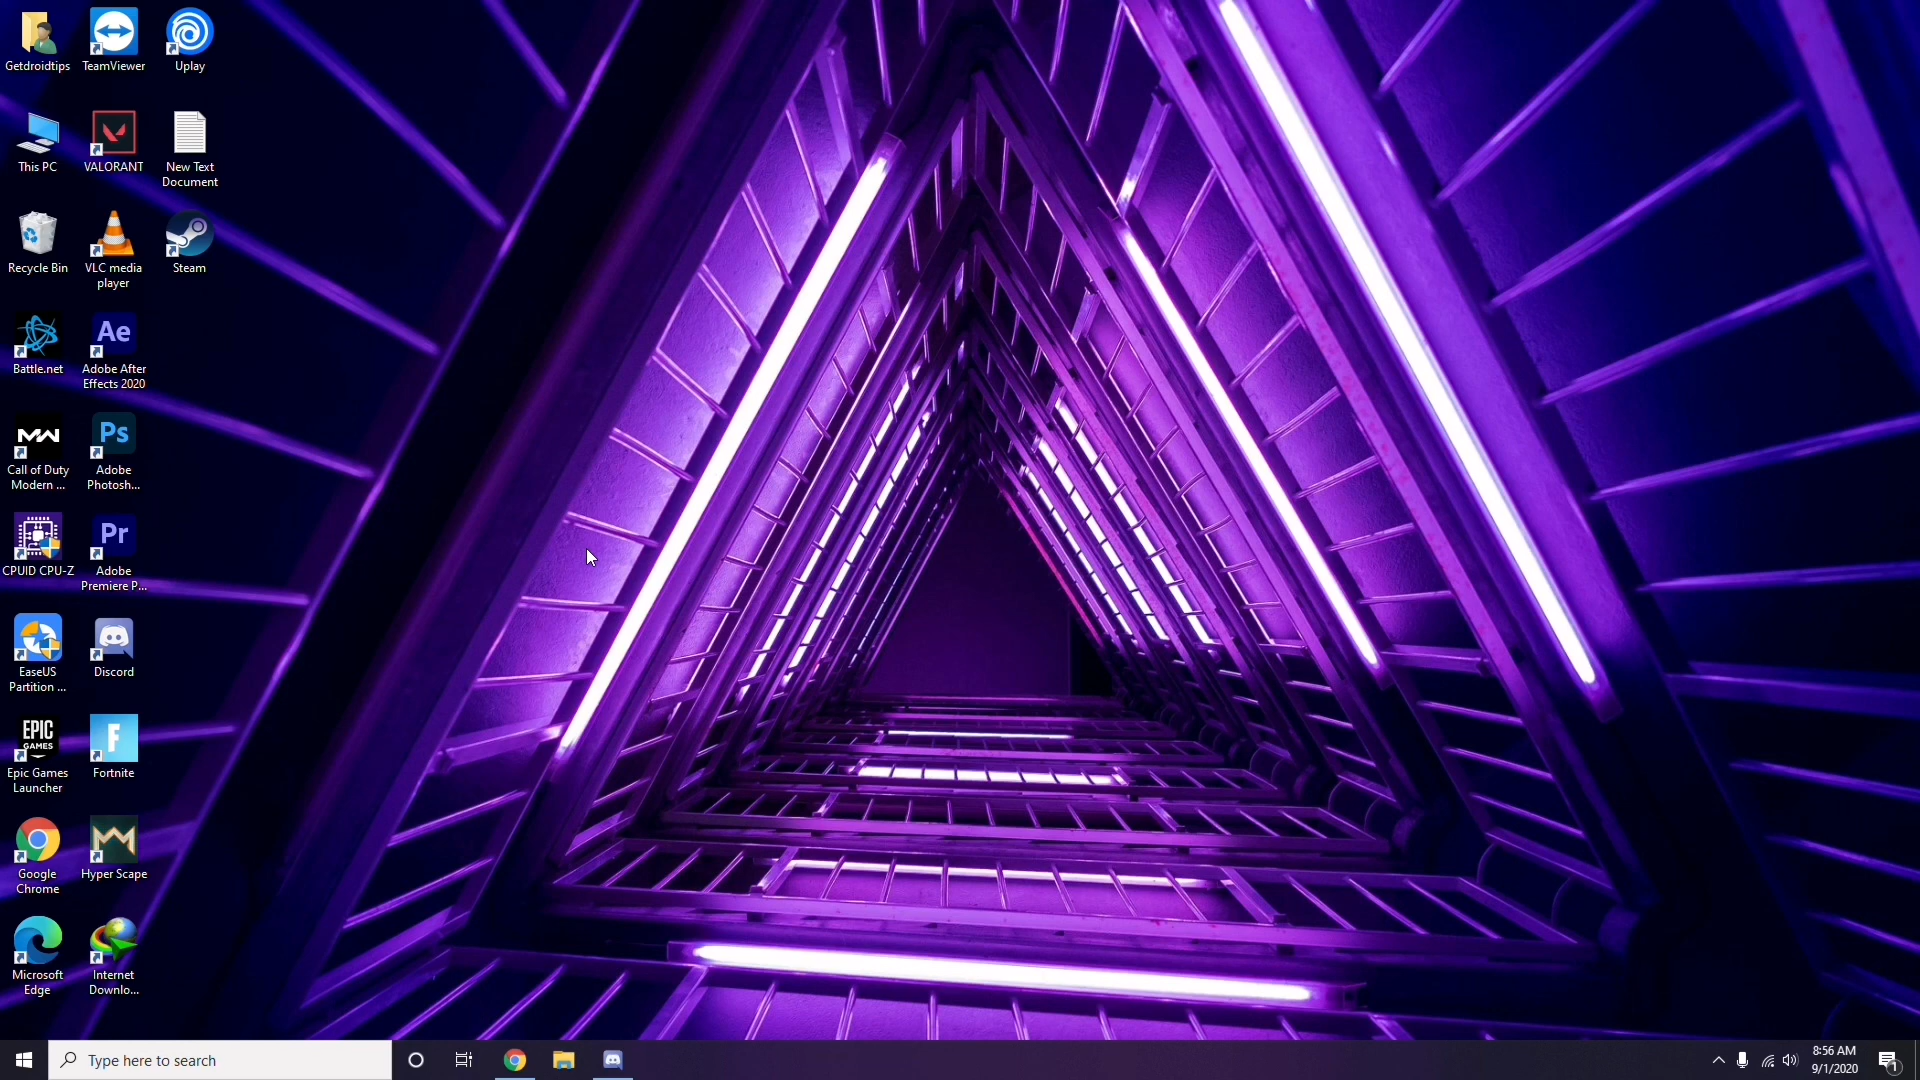 Getdroidtips
TeamViewer
Uplay
This PC
VALORANT
New Text
Document
Recycle Bin
VLC media
player
Steam
Battle.net
Ae
Adobe After
Effects 2020
MW
Call of Duty
Modern ...
Ps
Adobe
Photosh...
CPUID CPU-Z
Pr
Adobe
Premiere P...
EaseUS
Partition ...
Discord
EPIC
GAMES
Epic Games
Launcher
F
Fortnite
Google
Chrome
Hyper Scape
Microsoft
Edge
Internet
Downlo...
Type here to search
8:56 AM
9/1/2020
1